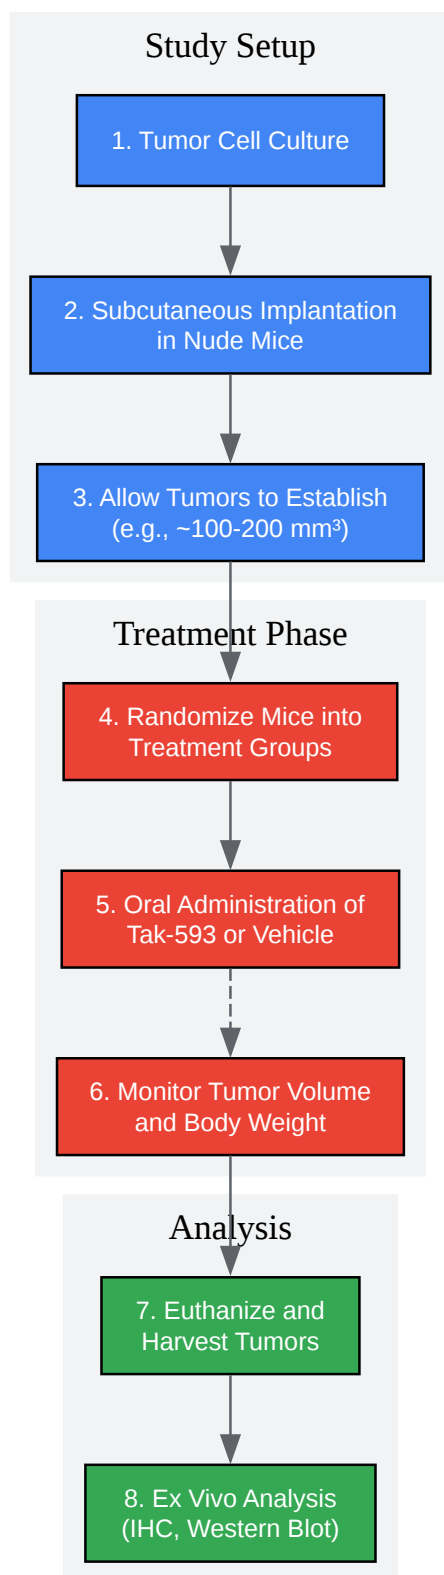 Study Setup
1. Tumor Cell Culture
2. Subcutaneous Implantation
in Nude Mice
3. Allow Tumors to Establish
(e.g., ~100-200 mm³)
Treatment Phase
4. Randomize Mice into
Treatment Groups
5. Oral Administration of
Tak-593 or Vehicle
6. Monitor Tumor Volume
and Body Weight
Analysis
7. Euthanize and
Harvest Tumors
8. Ex Vivo Analysis
(IHC, Western Blot)